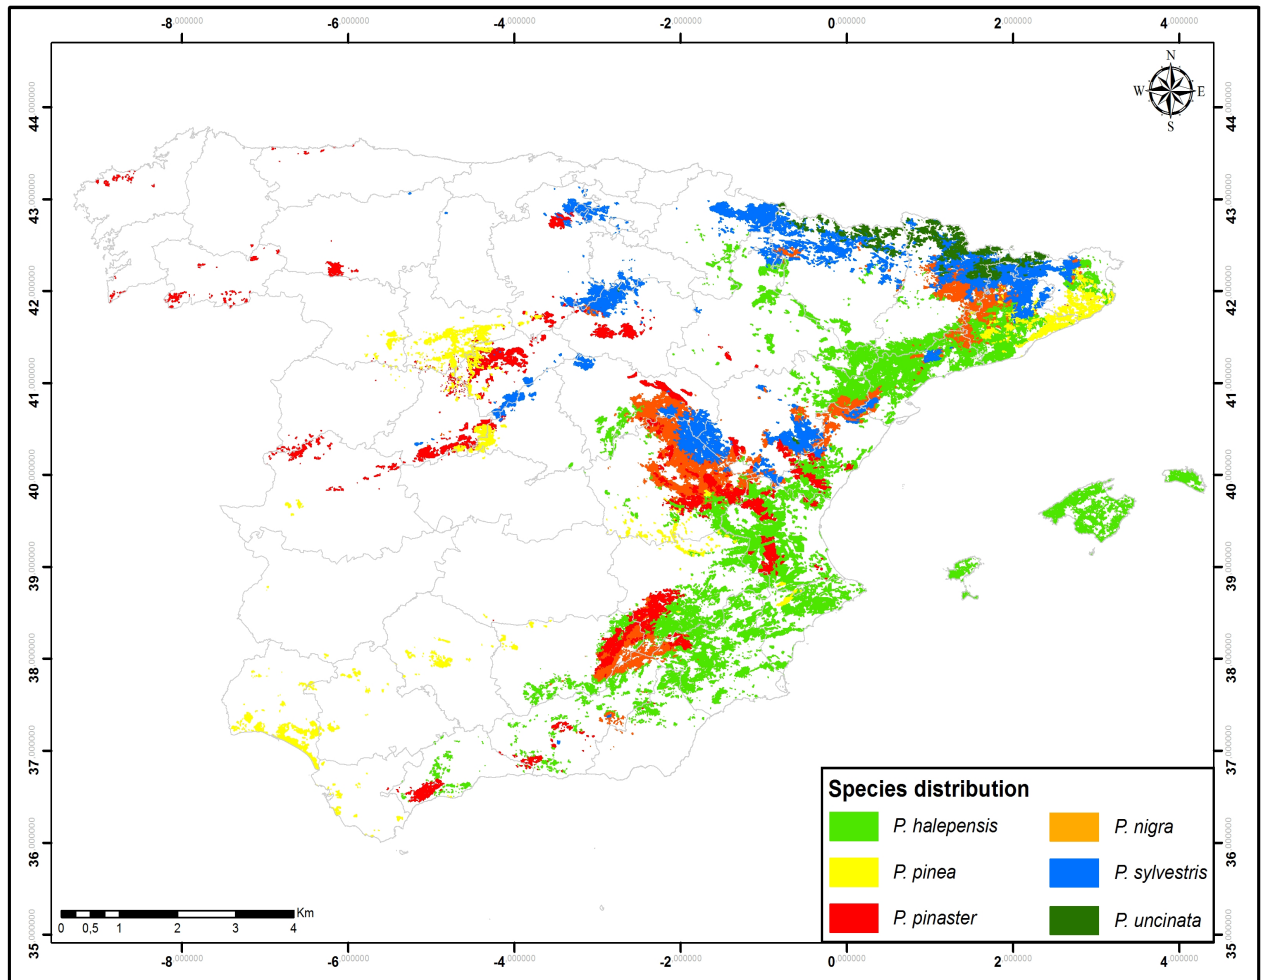 -8,000000 -6,000000 -4,000000 -2,000000 0,000000 2,000000 4,000000
N
W E
S
44,000000 44,000000
43,000000 43,000000
42,000000 42,000000
41,000000 41,000000
40,000000 40,000000
39,000000 39,000000
38,000000 38,000000
37,000000 37,000000
36,000000 36,000000
35,000000 35,000000
Species distribution
P. halepensis P. nigra
P. pinea P. sylvestris
P. pinaster P. uncinata
Km
0 0,5 1 2 3 4
-8,000000 -6,000000 -4,000000 -2,000000 0,000000 2,000000 4,000000